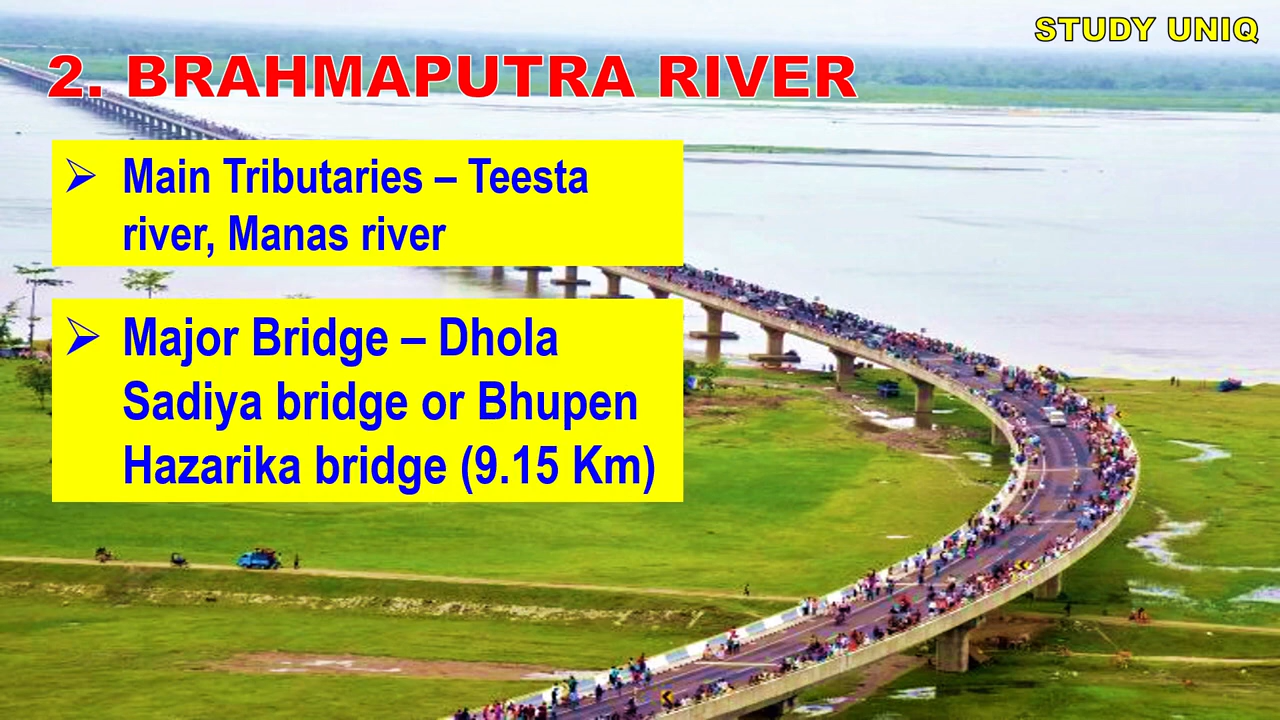 STUDY UNIQ
2. BRAHMAPUTRA RIVER
➢ Main Tributaries – Teesta
river, Manas river
➢ Major Bridge – Dhola
Sadiya bridge or Bhupen
Hazarika bridge (9.15 Km)